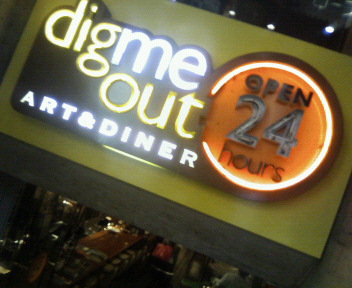 digme
out
ART&DINER
OPEN
24
hours